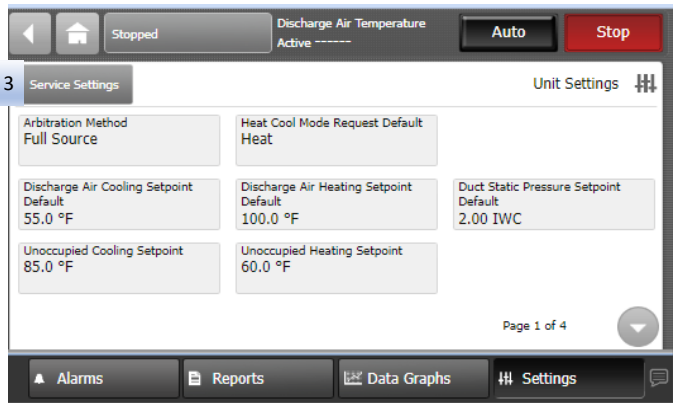 Stopped
Discharge Air Temperature
Active ------
Auto
Stop
3
Service Settings
Unit Settings
Arbitration Method
Full Source
Heat Cool Mode Request Default
Heat
Discharge Air Cooling Setpoint
Default
55.0 °F
Discharge Air Heating Setpoint
Default
100.0 °F
Duct Static Pressure Setpoint
Default
2.00 IWC
Unoccupied Cooling Setpoint
85.0 °F
Unoccupied Heating Setpoint
60.0 °F
Page 1 of 4
Alarms
Reports
Data Graphs
Settings